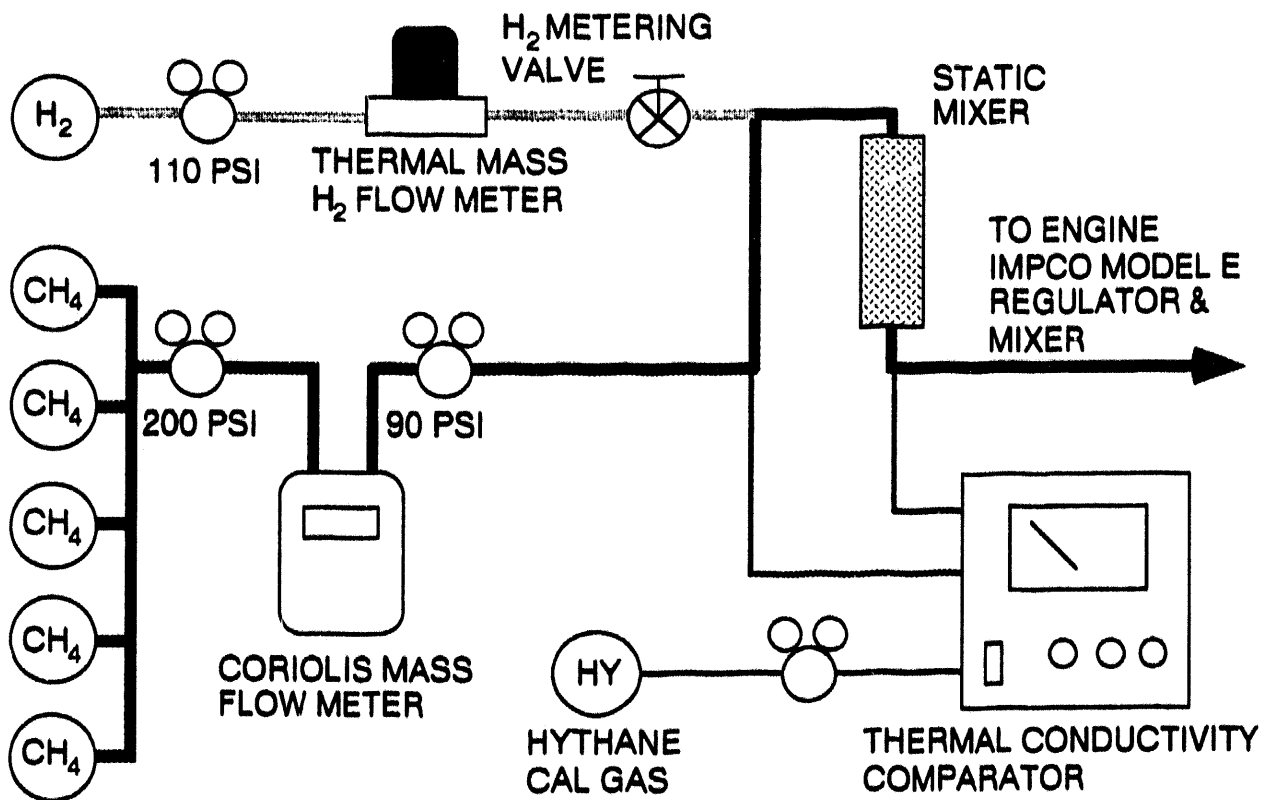 H₂ METERING
VALVE
STATIC
MIXER
H₂
110 PSI
THERMAL MASS
H₂ FLOW METER
TO ENGINE
IMPCO MODEL E
REGULATOR &
MIXER
CH₄
CH₄
CH₄
CH₄
CH₄
200 PSI
90 PSI
CORIOLIS MASS
FLOW METER
HY
HYTHANE
CAL GAS
THERMAL CONDUCTIVITY
COMPARATOR